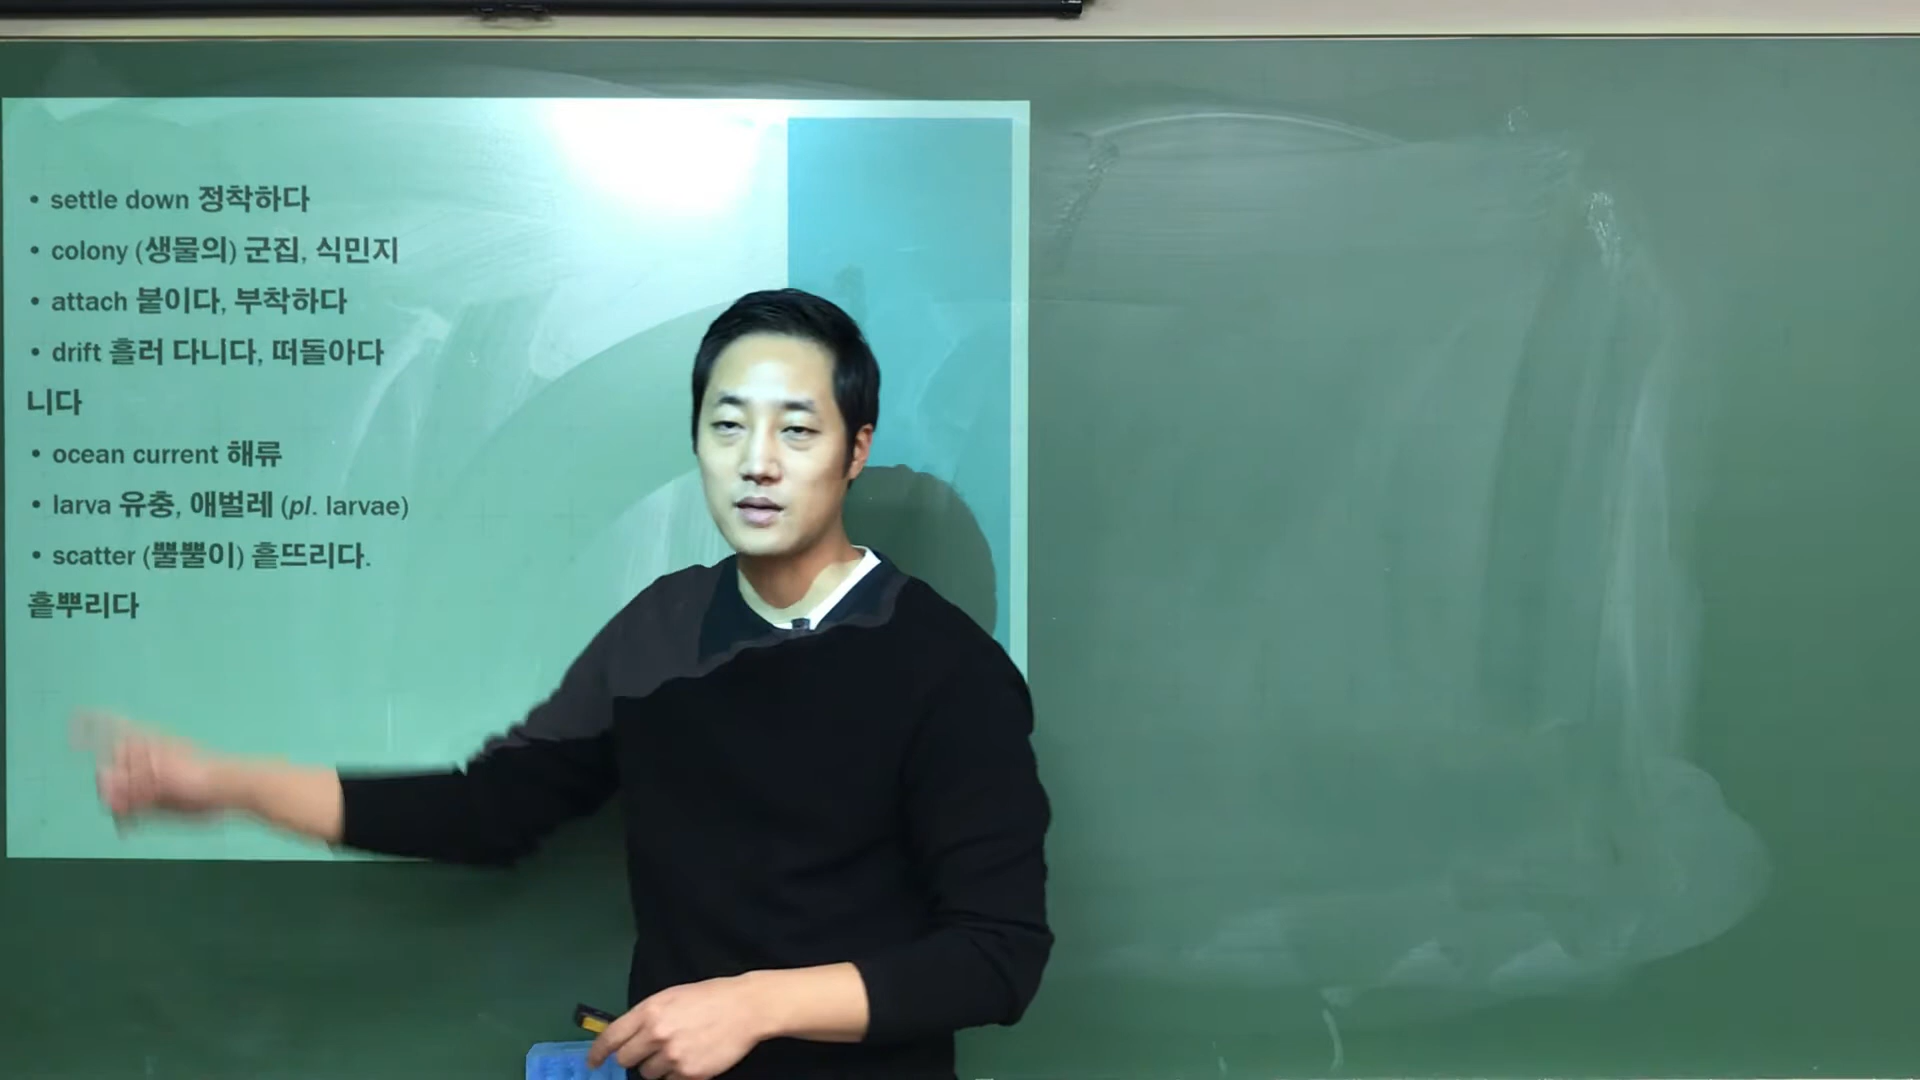 • settle down 정착하다
• colony (생물의) 군집, 식민지
• attach 붙이다, 부착하다
• drift 흘러 다니다, 떠돌아다
니다
• ocean current 해류
• larva 유충, 애벌레 (pl. larvae)
• scatter (뿔뿔이) 흩뜨리다.
흩뿌리다